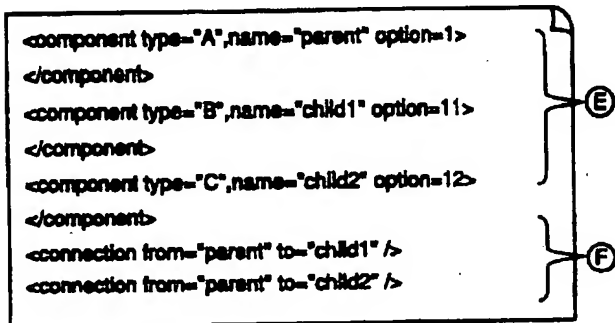 <component type="A",name="parent" option=1>
</component>
<component type="B",name="child1" option=11>
</component>
<component type="C",name="child2" option=12>
</component>
<connection from="parent" to="child1" />
<connection from="parent" to="child2" />
E
F